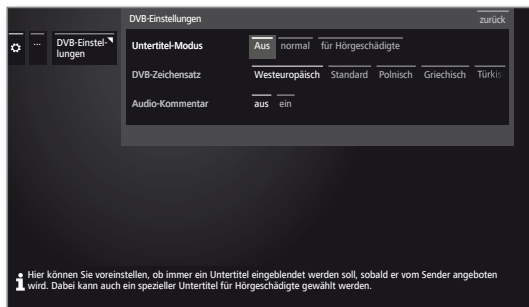 DVB-Einstellungen zurück
... DVB-Einstel-
lungen
Untertitel-Modus Aus normal für Hörgeschädigte
DVB-Zeichensatz Westeuropäisch Standard Polnisch Griechisch
Audio-Kommentar aus ein
Hier können Sie voreinstellen, ob immer ein Untertitel eingeblendet werden soll, sobald er vom Sender angeboten
wird. Dabei kann auch ein spezieller Untertitel für Hörgeschädigte gewählt werden.